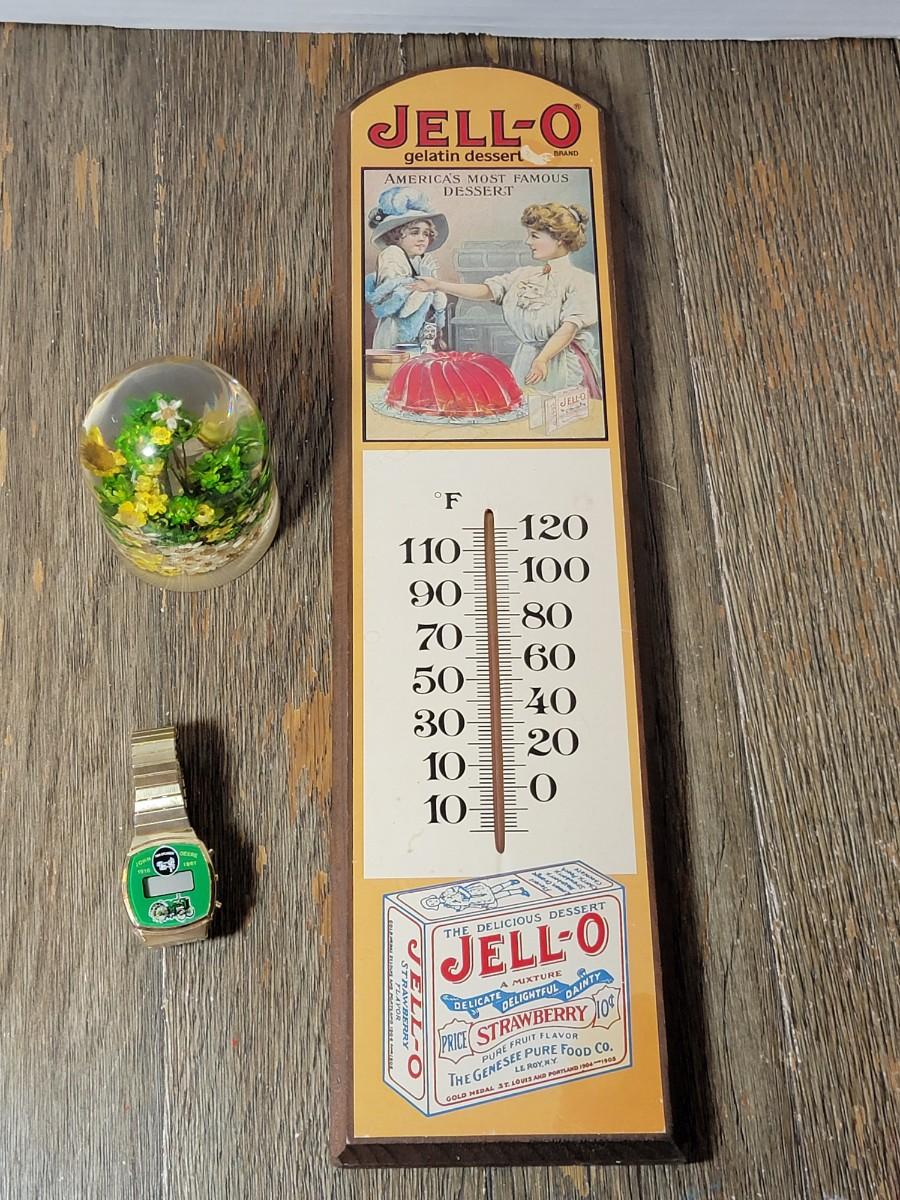 JELL-O®
gelatin dessert BRAND
AMERICA'S MOST FAMOUS
DESSERT
JELL-O
°F
120
110
100
90
80
70
60
50
40
30
20
10
0
10
JOHN DEERE
THE DELICIOUS DESSERT
JELL-O
A MIXTURE
DELICATE DELIGHTFUL DAINTY
PRICE STRAWBERRY 10¢
PURE FRUIT FLAVOR
THE GENESEE PURE FOOD CO.
LE ROY, N.Y.
GOLD MEDAL ST. LOUIS AND PORTLAND 1904 1905
JELL-O
STRAWBERRY
FLAVOR